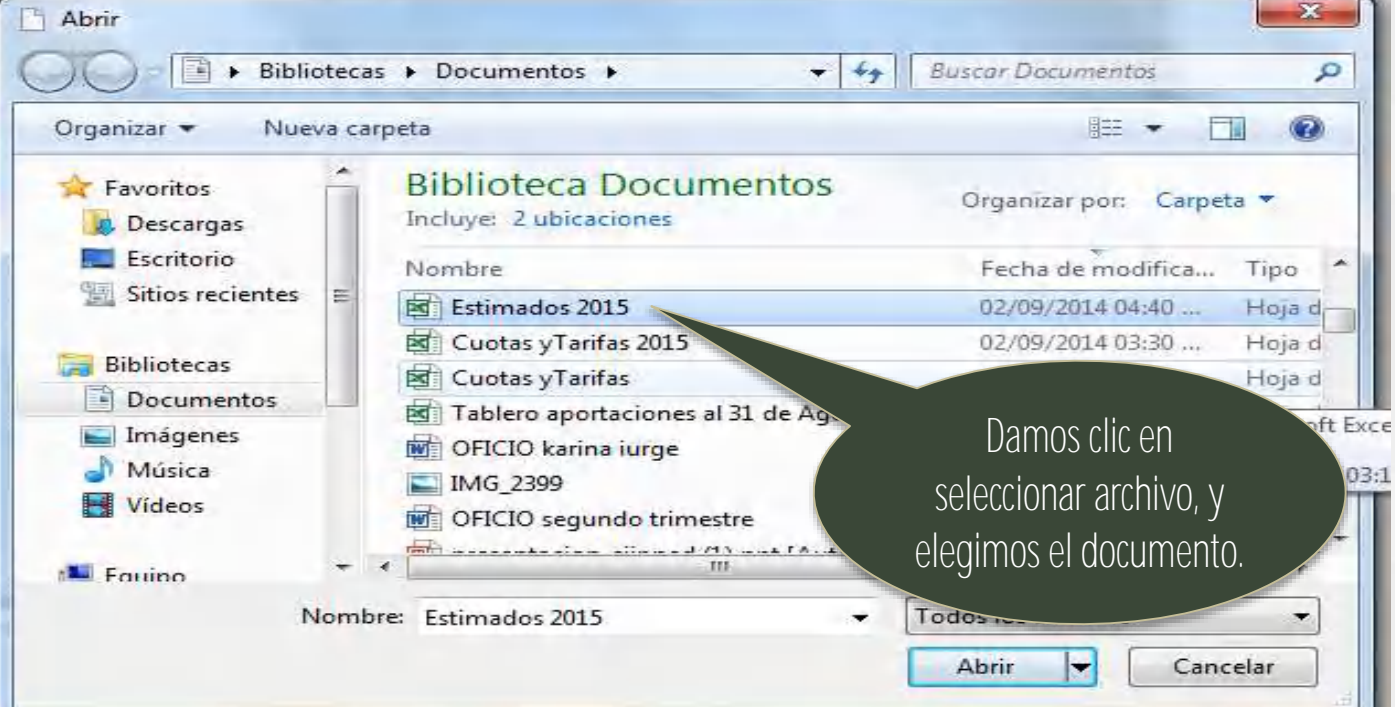 Abrir
Bibliotecas Documentos
Buscar Documentos
Organizar Nueva carpeta
Favoritos
Descargas
Escritorio
Sitios recientes
Bibliotecas
Documentos
Imágenes
Música
Vídeos
Equipo
Biblioteca Documentos
Incluye: 2 ubicaciones
Organizar por: Carpeta
Nombre Fecha de modifica... Tipo
Estimados 2015 02/09/2014 04:40 ... Hoja d
Cuotas yTarifas 2015 02/09/2014 03:30 ... Hoja d
Cuotas yTarifas Hoja d
Tablero aportaciones al 31 de
OFICIO karina iurge
IMG_2399
OFICIO segundo trimestre
Damos clic en
seleccionar archivo, y
elegimos el documento.
Nombre: Estimados 2015
Todos
Abrir Cancelar